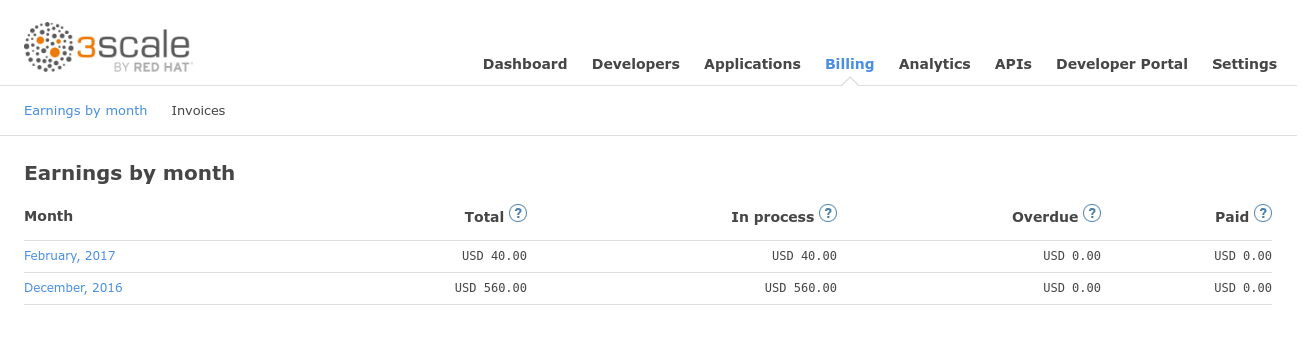 3scale
BY RED HAT
Dashboard Developers Applications Billing Analytics APIs Developer Portal Settings
Earnings by month Invoices
Earnings by month
Month Total ? In process ? Overdue ? Paid ?
February, 2017 USD 40.00 USD 40.00 USD 0.00 USD 0.00
December, 2016 USD 560.00 USD 560.00 USD 0.00 USD 0.00